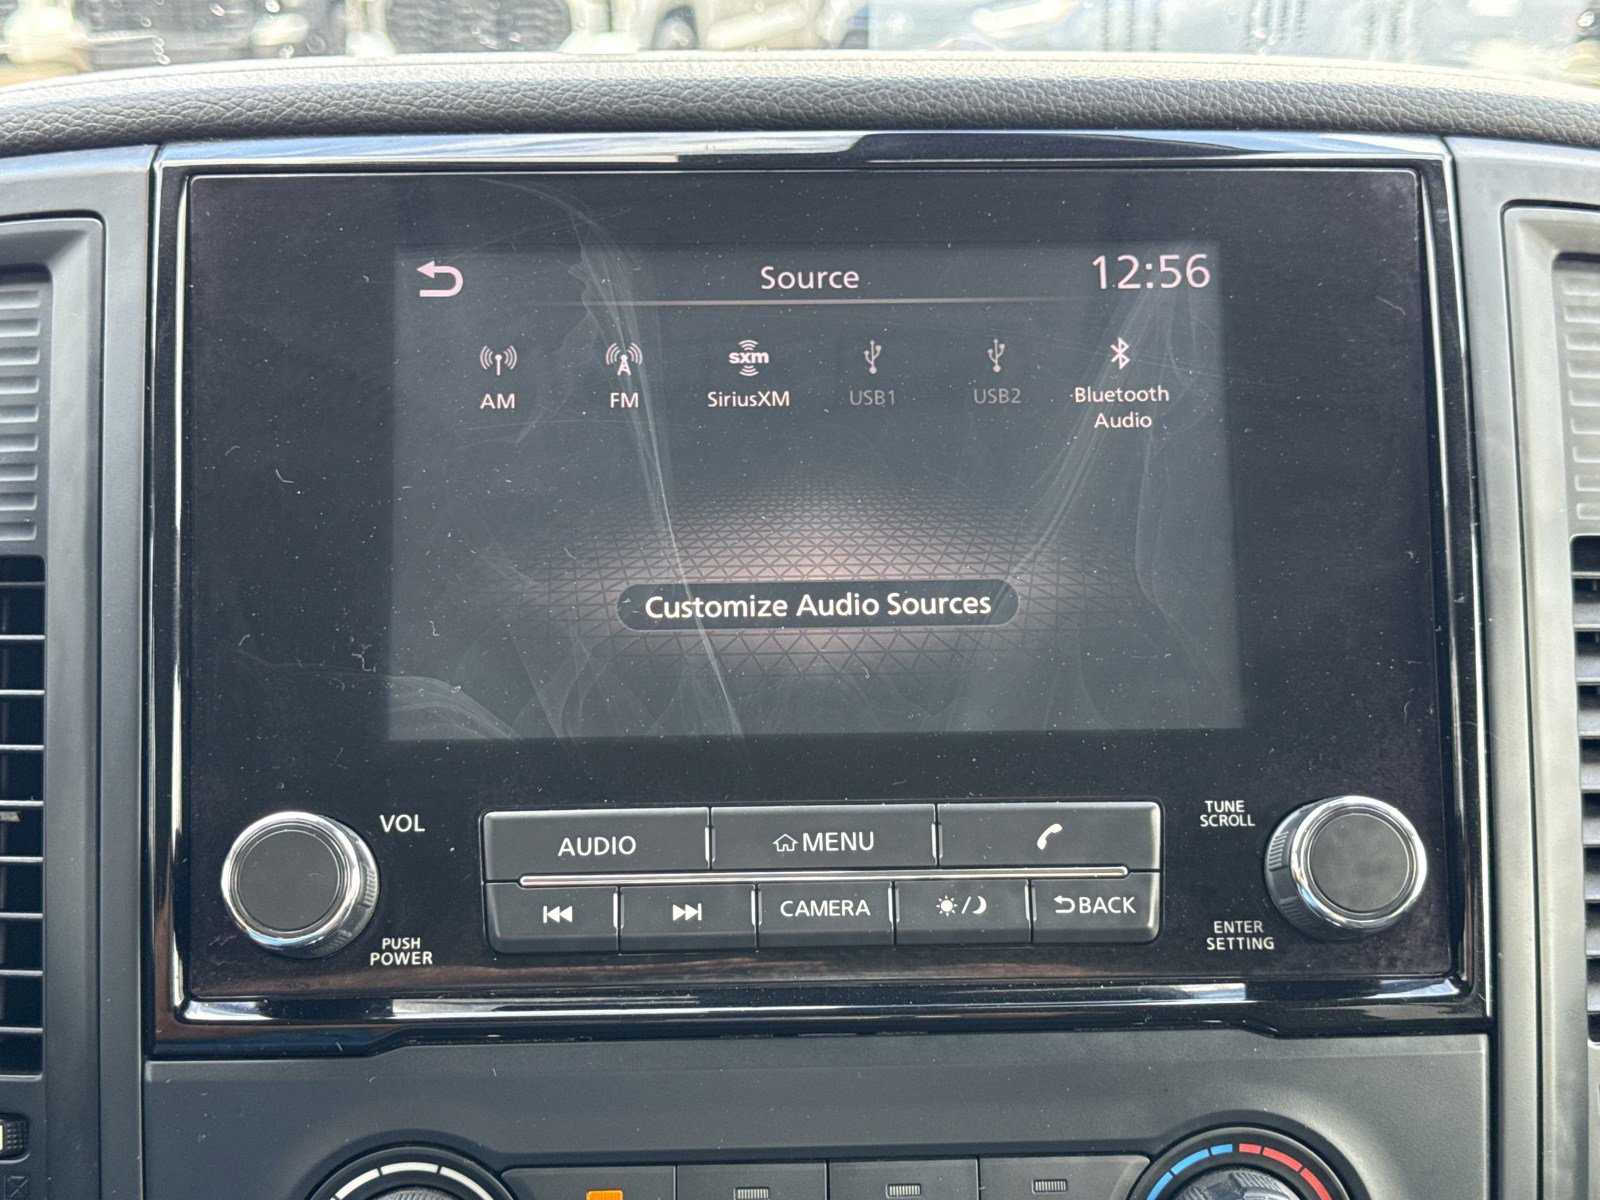 Source
12:56
sxm
AM
FM
SiriusXM
USB1
USB2
Bluetooth
Audio
Customize Audio Sources
VOL
PUSH
POWER
AUDIO
MENU
CAMERA
BACK
TUNE
SCROLL
ENTER
SETTING